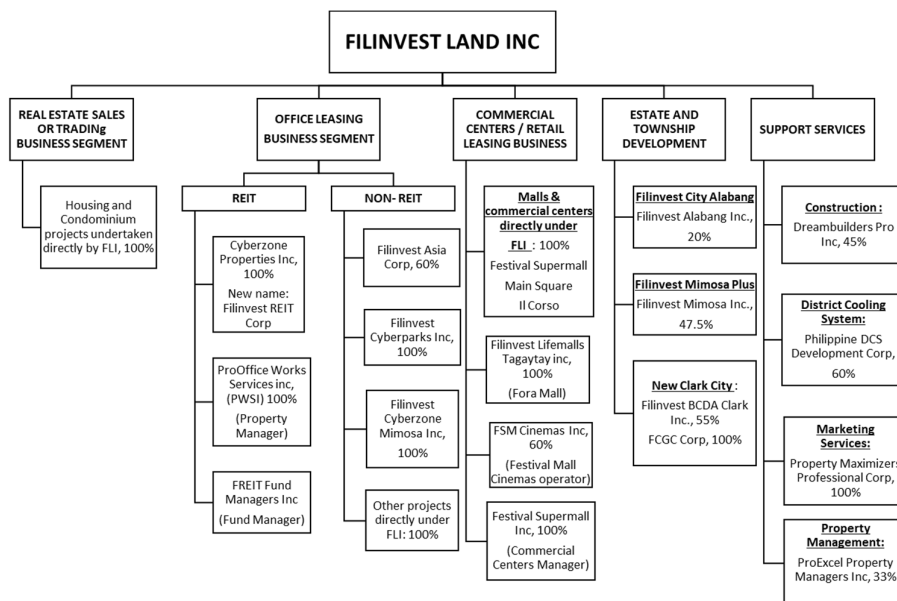 FILINVEST LAND INC
REAL ESTATE SALES
OR TRADINg
BUSINESS SEGMENT
Housing and
Condominium
projects undertaken
directly by FLI, 100%
OFFICE LEASING
BUSINESS SEGMENT
REIT
Cyberzone
Properties Inc,
100%
New name:
Filinvest REIT
Corp
ProOffice Works
Services inc,
(PWSI) 100%
(Property
Manager)
FREIT Fund
Managers Inc
(Fund Manager)
NON- REIT
Filinvest Asia
Corp, 60%
Filinvest
Cyberparks Inc,
100%
Filinvest
Cyberzone
Mimosa Inc,
100%
Other projects
directly under
FLI: 100%
COMMERCIAL
CENTERS / RETAIL
LEASING BUSINESS
Malls &
commercial centers
directly under
FLI : 100%
Festival Supermall
Main Square
Il Corso
Filinvest Lifemalls
Tagaytay inc,
100%
(Fora Mall)
FSM Cinemas Inc,
60%
(Festival Mall
Cinemas operator)
Festival Supermall
Inc, 100%
(Commercial
Centers Manager)
ESTATE AND
TOWNSHIP
DEVELOPMENT
Filinvest City Alabang
Filinvest Alabang Inc.,
20%
Filinvest Mimosa Plus
Filinvest Mimosa Inc.,
47.5%
New Clark City :
Filinvest BCDA Clark
Inc., 55%
FCGC Corp, 100%
SUPPORT SERVICES
Construction :
Dreambuilders Pro
Inc, 45%
District Cooling
System:
Philippine DCS
Development Corp,
60%
Marketing
Services:
Property Maximizers
Professional Corp,
100%
Property
Management:
ProExcel Property
Managers Inc, 33%